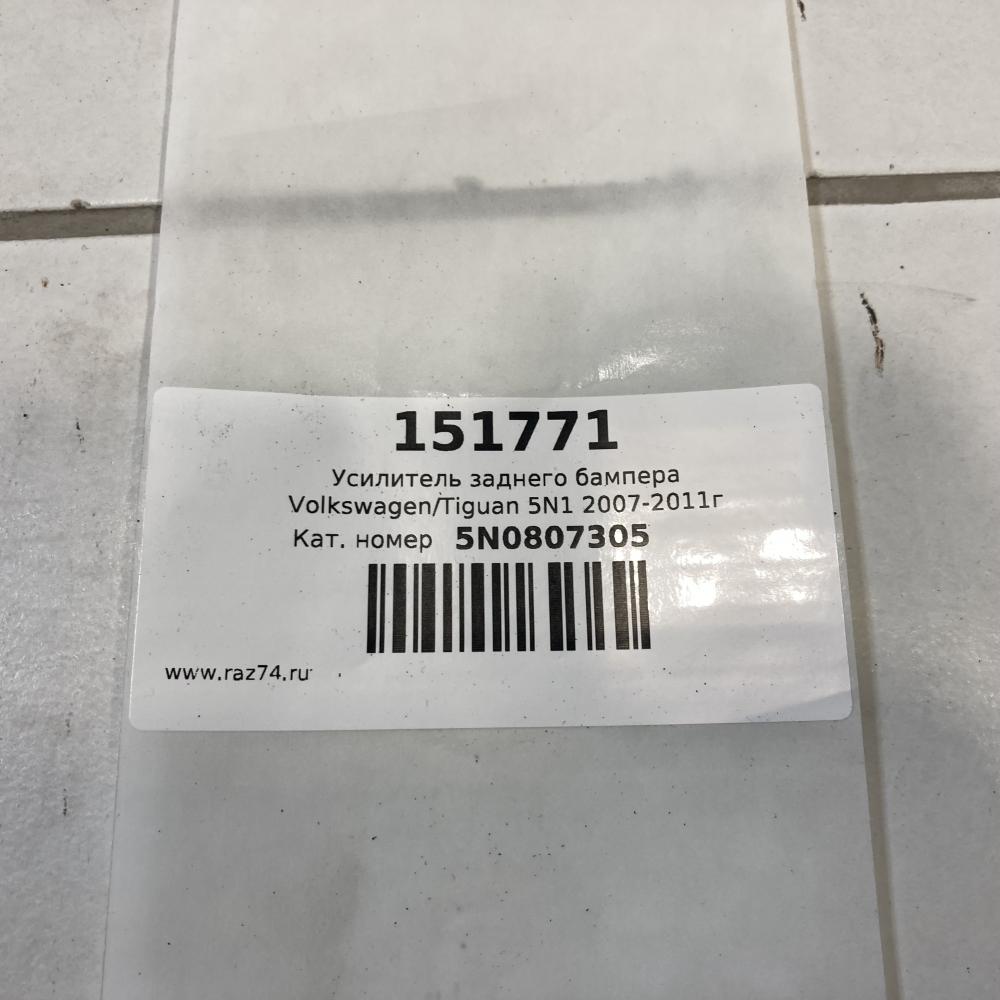 151771
Усилитель заднего бампера
Volkswagen/Tiguan 5N1 2007-2011г
Кат. номер 5N0807305
www.raz74.ru